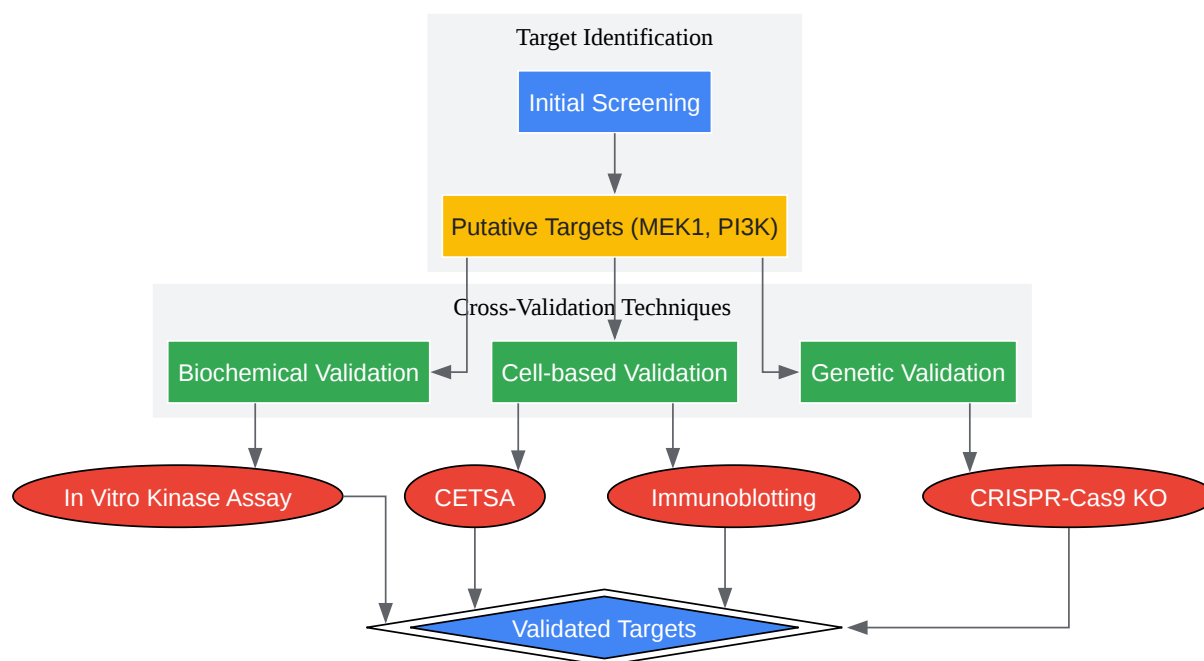 Target Identification
Initial Screening
Putative Targets (MEK1, PI3K)
Cross-Validation Techniques
Biochemical Validation
Cell-based Validation
Genetic Validation
In Vitro Kinase Assay
CETSA
Immunoblotting
CRISPR-Cas9 KO
Validated Targets